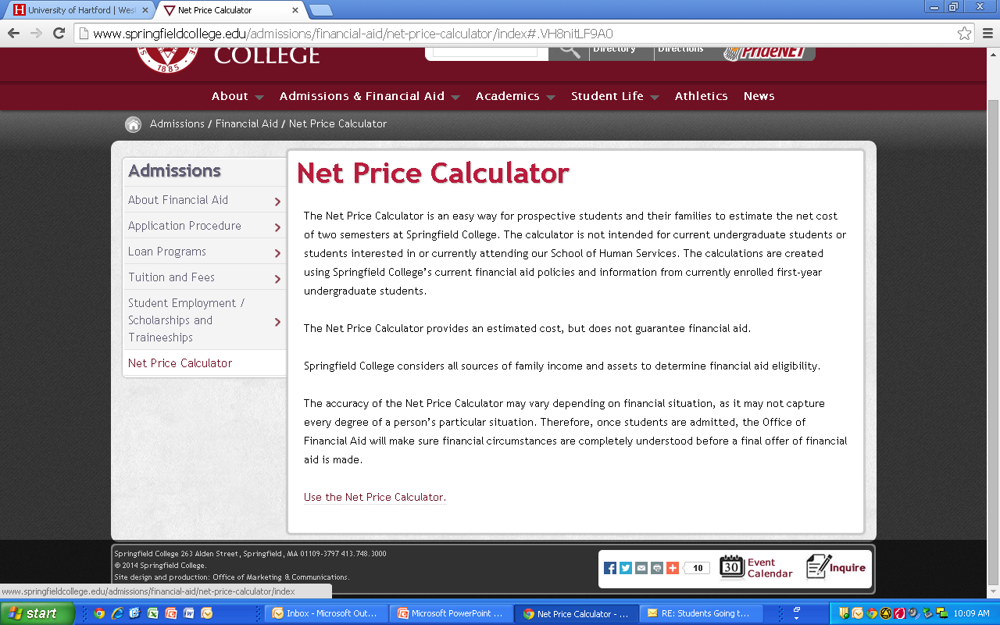 University of Hartford | Wes
Net Price Calculator
www.springfieldcollege.edu/admissions/financial-aid/net-price-calculator/index#.VH8nitLF9A0
1885
COLLEGE
Directory
Directions
PrideNET
About
Admissions & Financial Aid
Academics
Student Life
Athletics
News
Admissions / Financial Aid / Net Price Calculator
Admissions
About Financial Aid
Application Procedure
Loan Programs
Tuition and Fees
Student Employment /
Scholarships and
Traineeships
Net Price Calculator
Net Price Calculator
The Net Price Calculator is an easy way for prospective students and their families to estimate the net cost
of two semesters at Springfield College. The calculator is not intended for current undergraduate students or
students interested in or currently attending our School of Human Services. The calculations are created
using Springfield College's current financial aid policies and information from currently enrolled first-year
undergraduate students.
The Net Price Calculator provides an estimated cost, but does not guarantee financial aid.
Springfield College considers all sources of family income and assets to determine financial aid eligibility.
The accuracy of the Net Price Calculator may vary depending on financial situation, as it may not capture
every degree of a person's particular situation. Therefore, once students are admitted, the Office of
Financial Aid will make sure financial circumstances are completely understood before a final offer of financial
aid is made.
Use the Net Price Calculator.
Springfield College 263 Alden Street, Springfield, MA 01109-3797 413.748.3000
© 2014 Springfield College.
Site design and production: Office of Marketing & Communications.
10
30
Event
Calendar
Inquire
www.springfieldcollege.edu/admissions/financial-aid/net-price-calculator/index
start
Inbox - Microsoft Out...
Microsoft PowerPoint ...
Net Price Calculator - ...
RE: Students Going t...
10:09 AM